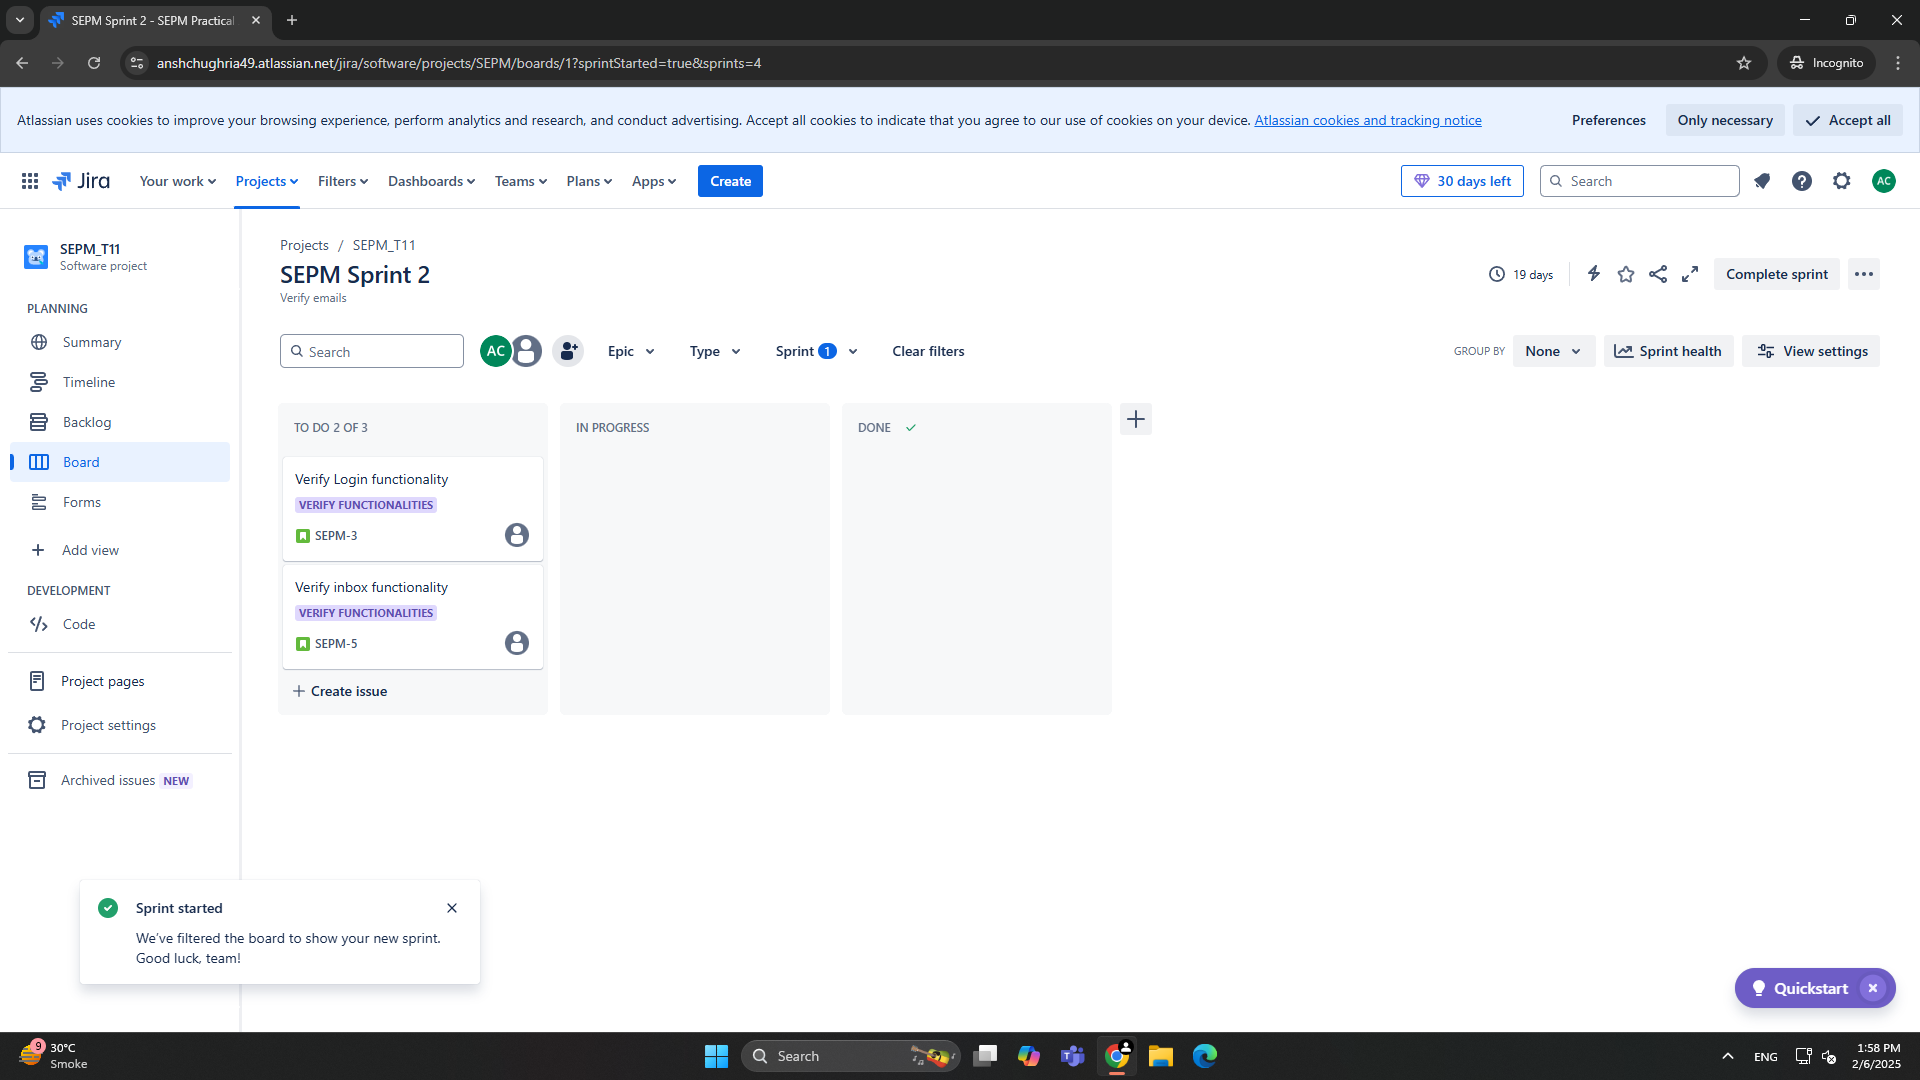 SEPM Sprint 2 - SEPM Practical
anshchughria49.atlassian.net/jira/software/projects/SEPM/boards/1?sprintStarted=true&sprints=4
Incognito
Atlassian uses cookies to improve your browsing experience, perform analytics and research, and conduct advertising. Accept all cookies to indicate that you agree to our use of cookies on your device. Atlassian cookies and tracking notice
Preferences
Only necessary
Accept all
Jira
Your work
Projects
Filters
Dashboards
Teams
Plans
Apps
Create
30 days left
Search
AC
SEPM_T11
Software project
PLANNING
Summary
Timeline
Backlog
Board
Forms
Add view
DEVELOPMENT
Code
Project pages
Project settings
Archived issues NEW
Projects / SEPM_T11
SEPM Sprint 2
Verify emails
19 days
Complete sprint
Search
AC
Epic
Type
Sprint 1
Clear filters
GROUP BY
None
Sprint health
View settings
TO DO 2 OF 3
Verify Login functionality
VERIFY FUNCTIONALITIES
SEPM-3
Verify inbox functionality
VERIFY FUNCTIONALITIES
SEPM-5
Create issue
IN PROGRESS
DONE
Sprint started
We've filtered the board to show your new sprint.
Good luck, team!
Quickstart
9
30°C
Smoke
Search
ENG
1:58 PM
2/6/2025